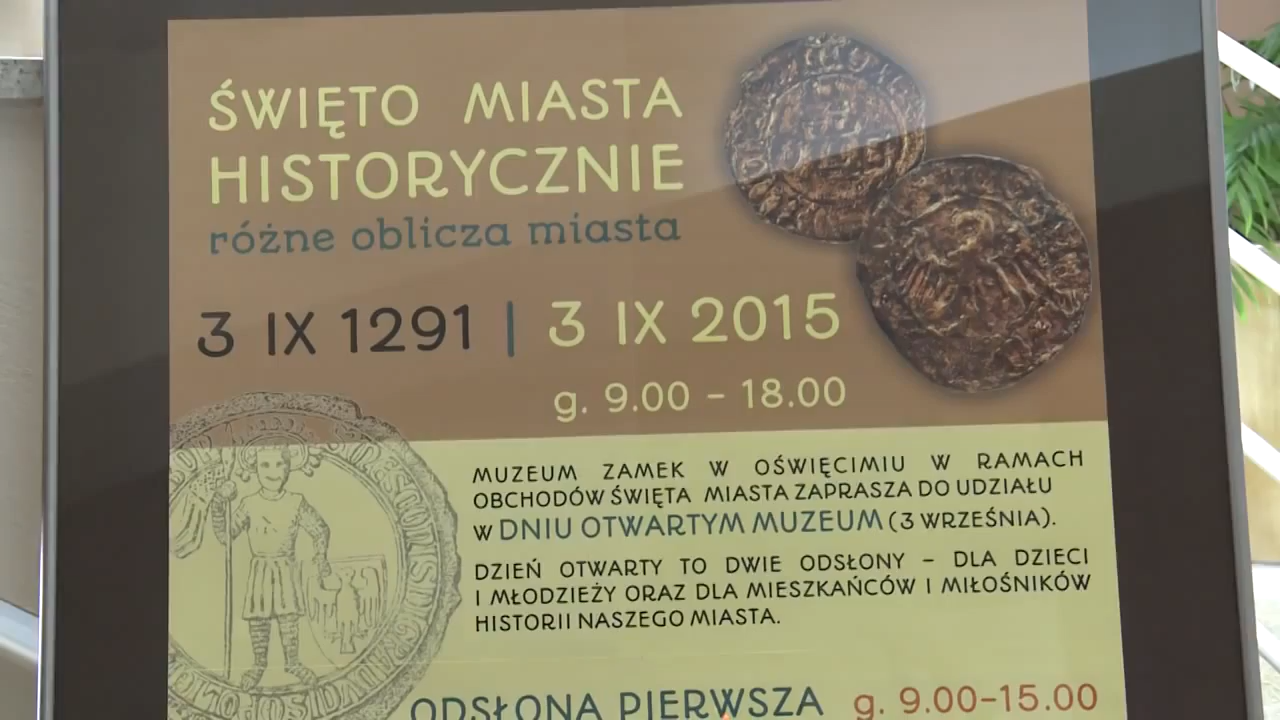 ŚWIĘTO MIASTA
HISTORYCZNIE
różne oblicza miasta
3 IX 1291 | 3 IX 2015
g. 9.00 – 18.00
MUZEUM ZAMEK W OŚWIĘCIMIU W RAMACH
OBCHODÓW ŚWIĘTA MIASTA ZAPRASZA DO UDZIAŁU
W DNIU OTWARTYM MUZEUM (3 WRZEŚNIA).
DZIEŃ OTWARTY TO DWIE ODSŁONY – DLA DZIECI
I MŁODZIEŻY ORAZ DLA MIESZKAŃCÓW I MIŁOŚNIKÓW
HISTORII NASZEGO MIASTA.
ODSŁONA PIERWSZA g. 9.00–15.00